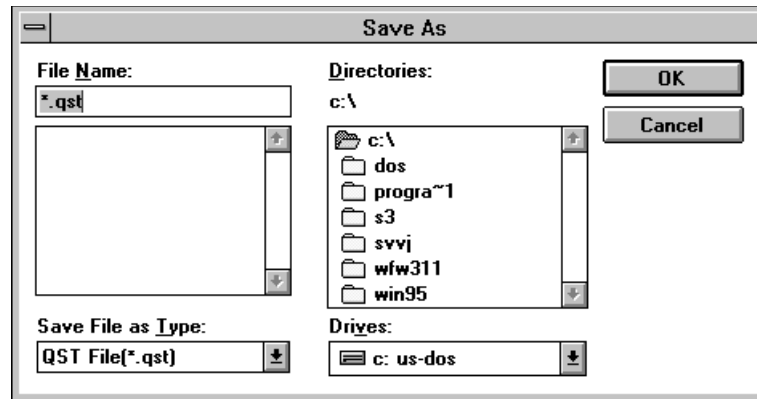 Save As
File Name:
*.qst
Directories:
c:\
c:\
dos
progra~1
s3
svvj
wfw311
win95
OK
Cancel
Save File as Type:
QST File(*.qst)
Drives:
c: us-dos